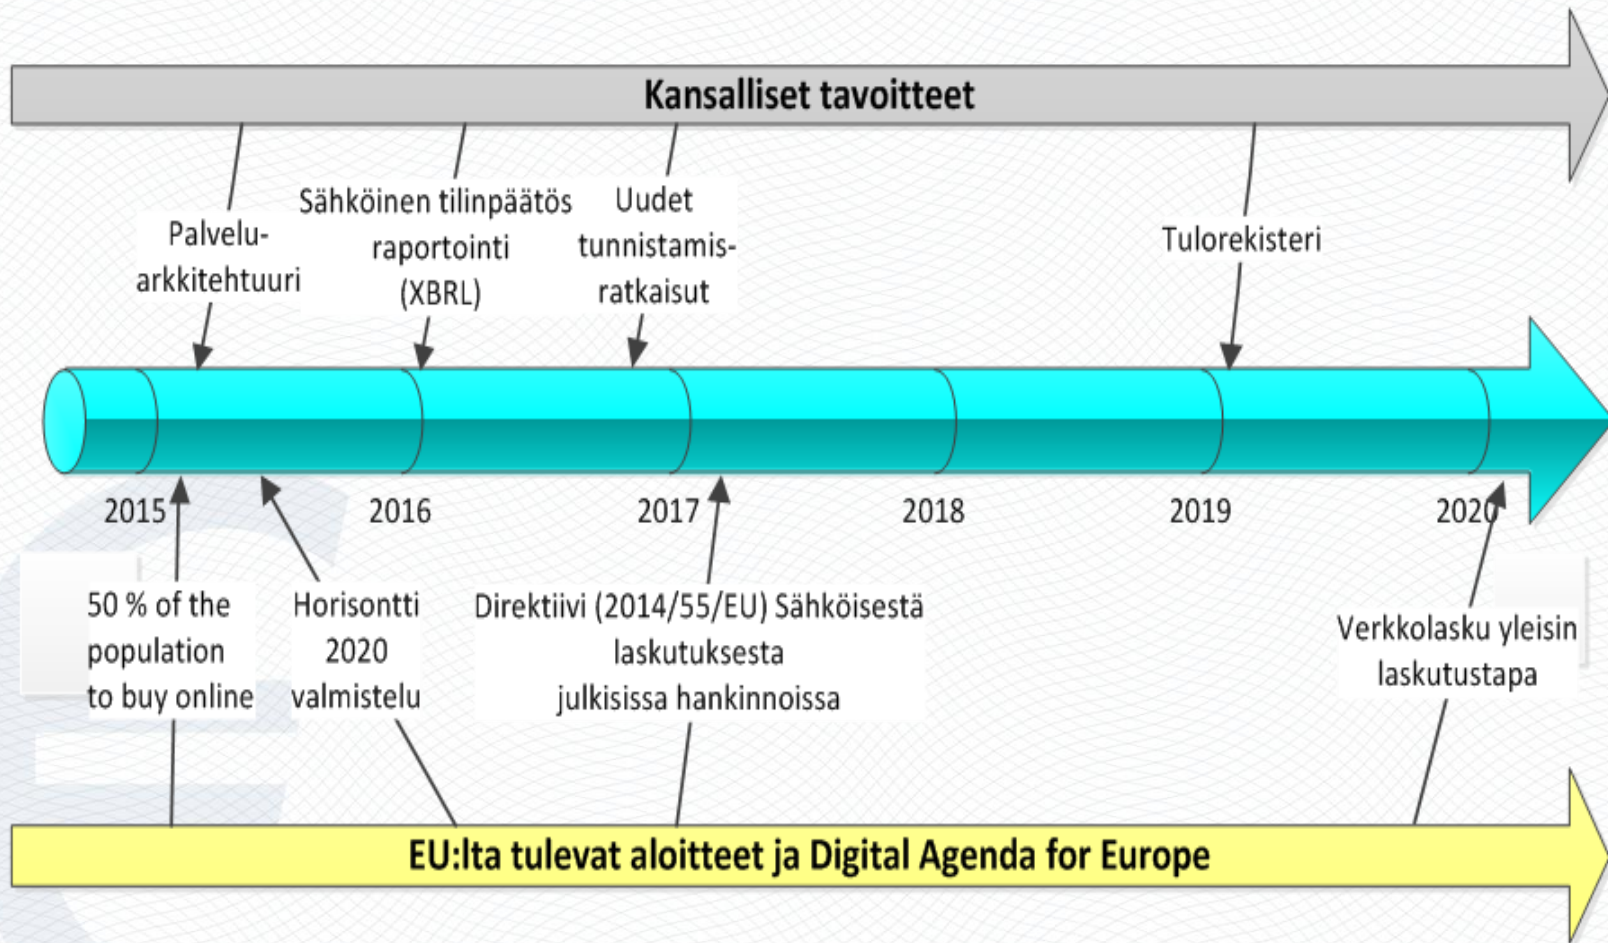 Kansalliset tavoitteet
Palvelu-
arkkitehtuuri
Sähköinen tilinpäätös
raportointi
(XBRL)
Uudet
tunnistamis-
ratkaisut
Tulorekisteri
2015
2016
2017
2018
2019
2020
50 % of the
population
to buy online
Horisontti
2020
valmistelu
Direktiivi (2014/55/EU) Sähköisestä
laskutuksesta
julkisissa hankinnoissa
Verkkolasku yleisin
laskutustapa
EU:lta tulevat aloitteet ja Digital Agenda for Europe